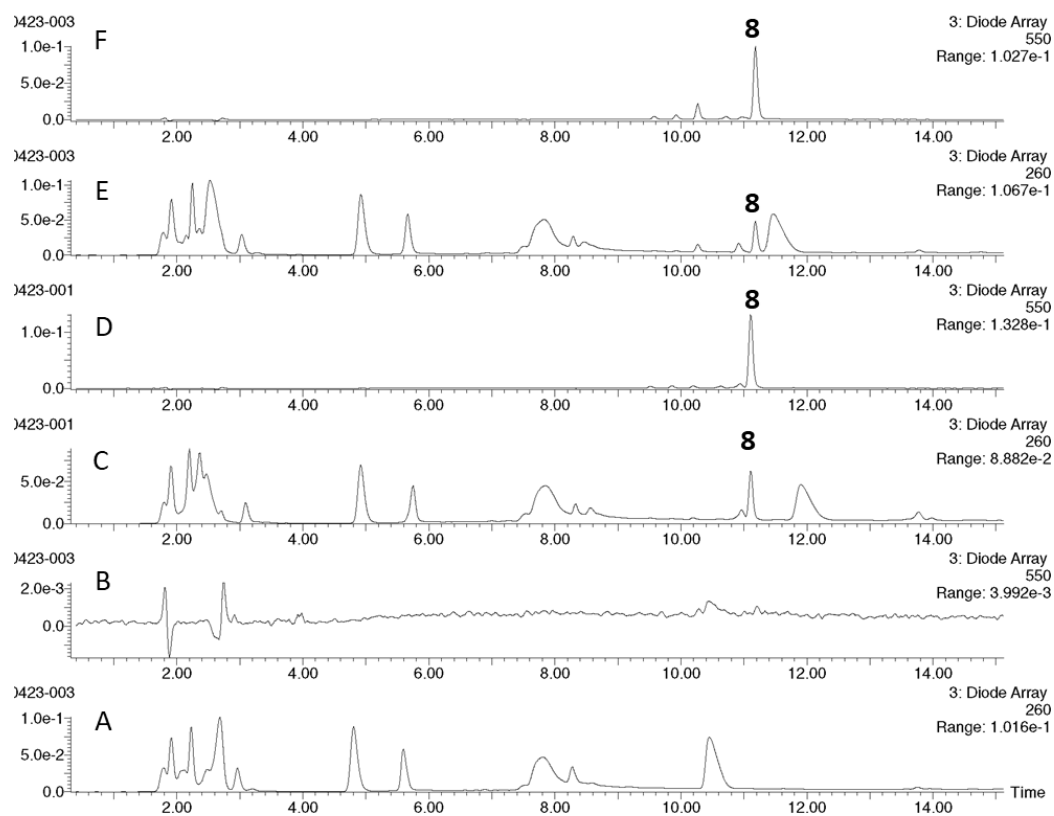 )423-003
F
8
3: Diode Array
550
Range: 1.027e-1
1.0e-1
5.0e-2
0.0
2.00 4.00 6.00 8.00 10.00 12.00 14.00
)423-003
E
8
3: Diode Array
260
Range: 1.067e-1
1.0e-1
5.0e-2
0.0
2.00 4.00 6.00 8.00 10.00 12.00 14.00
)423-001
D
8
3: Diode Array
550
Range: 1.328e-1
1.0e-1
0.0
2.00 4.00 6.00 8.00 10.00 12.00 14.00
)423-001
C
8
3: Diode Array
260
Range: 8.882e-2
5.0e-2
0.0
2.00 4.00 6.00 8.00 10.00 12.00 14.00
)423-003
B
3: Diode Array
550
Range: 3.992e-3
2.0e-3
0.0
2.00 4.00 6.00 8.00 10.00 12.00 14.00
)423-003
A
3: Diode Array
260
Range: 1.016e-1
1.0e-1
5.0e-2
0.0
2.00 4.00 6.00 8.00 10.00 12.00 14.00
Time